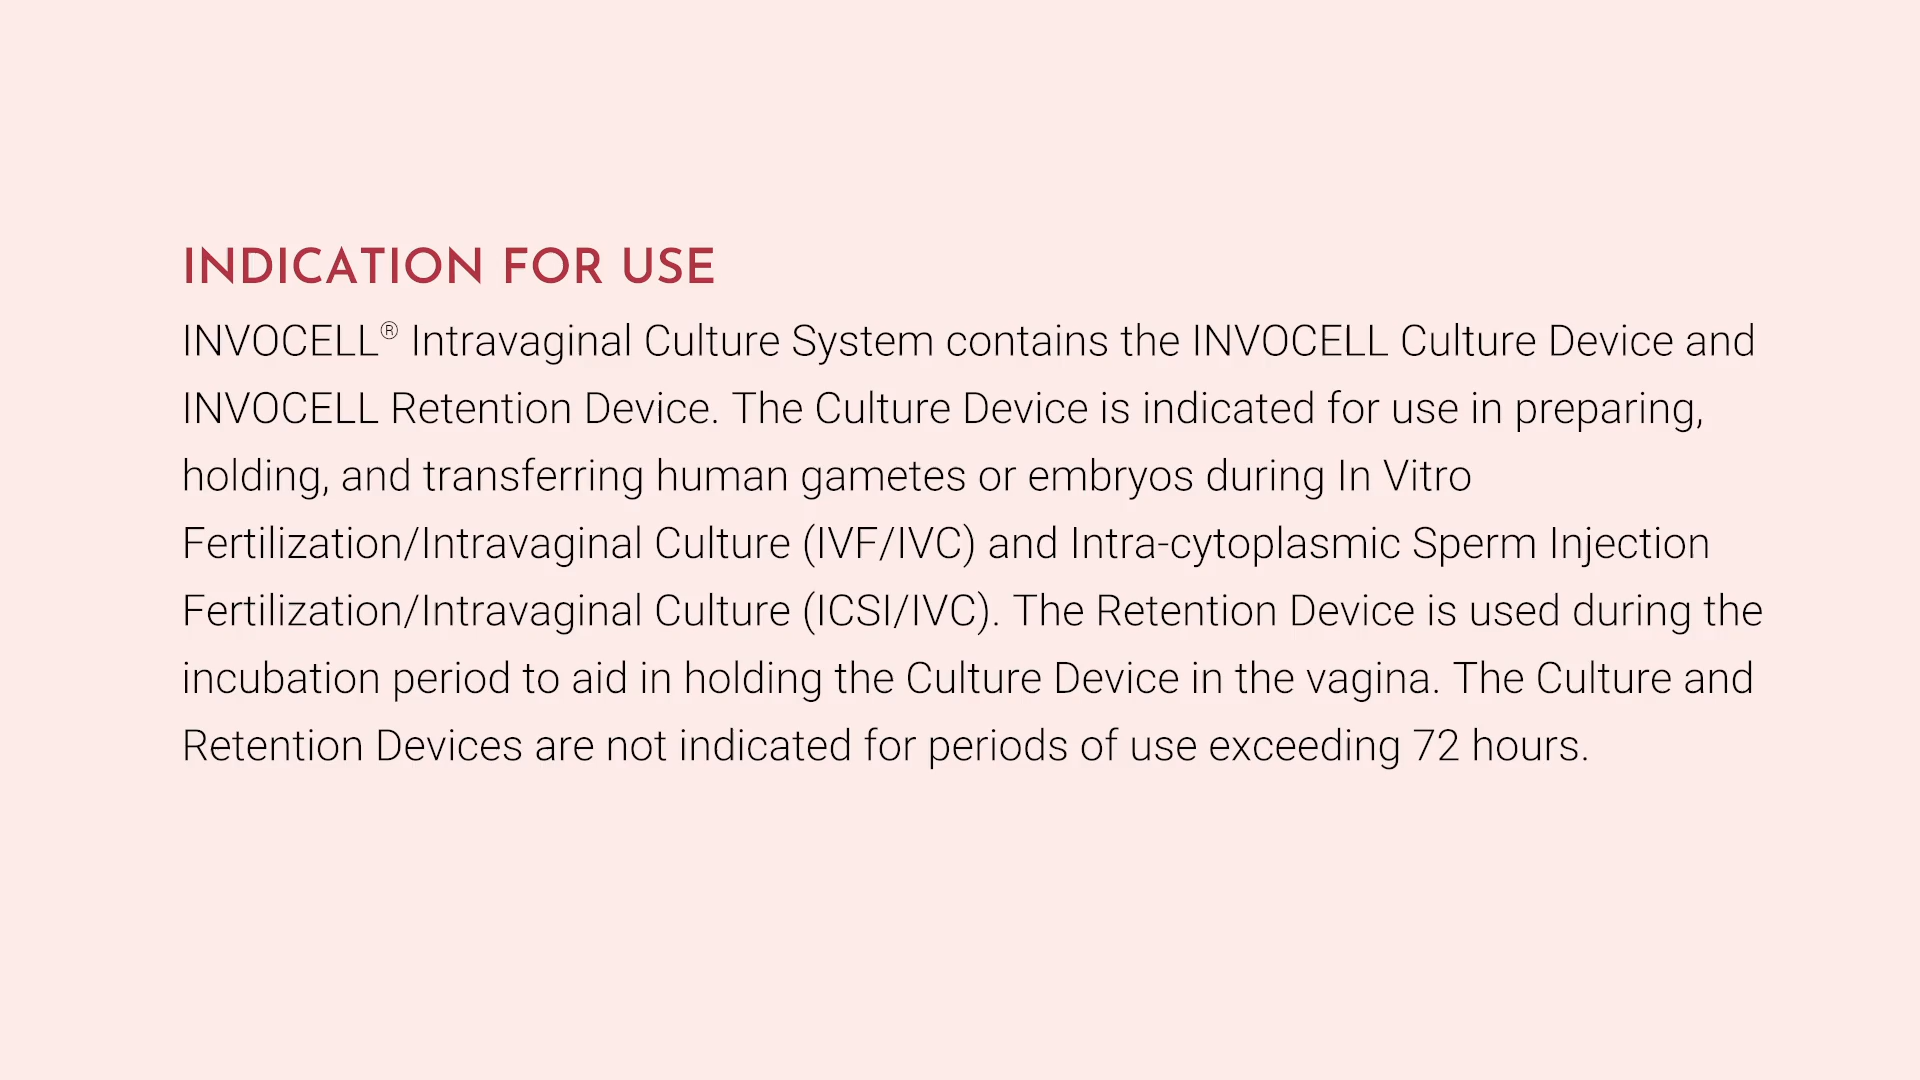 INDICATION FOR USE
INVOCELL® Intravaginal Culture System contains the INVOCELL Culture Device and
INVOCELL Retention Device. The Culture Device is indicated for use in preparing,
holding, and transferring human gametes or embryos during In Vitro
Fertilization/Intravaginal Culture (IVF/IVC) and Intra-cytoplasmic Sperm Injection
Fertilization/Intravaginal Culture (ICSI/IVC). The Retention Device is used during the
incubation period to aid in holding the Culture Device in the vagina. The Culture and
Retention Devices are not indicated for periods of use exceeding 72 hours.